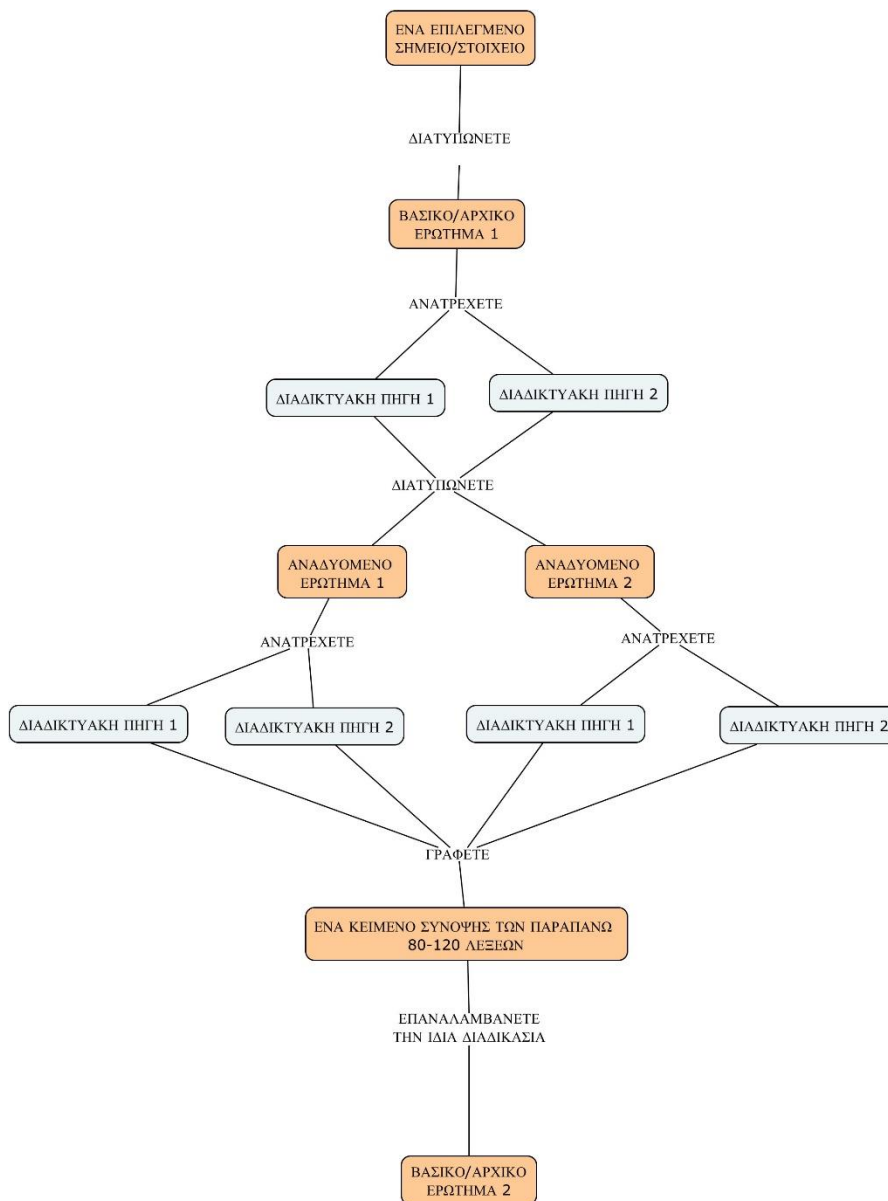 ΕΝΑ ΕΠΙΛΕΓΜΕΝΟ
ΣΗΜΕΙΟ/ΣΤΟΙΧΕΙΟ
ΔΙΑΤΥΠΩΝΕΤΕ
ΒΑΣΙΚΟ/ΑΡΧΙΚΟ
ΕΡΩΤΗΜΑ 1
ΑΝΑΤΡΕΧΕΤΕ
ΔΙΑΔΙΚΤΥΑΚΗ ΠΗΓΗ 1
ΔΙΑΔΙΚΤΥΑΚΗ ΠΗΓΗ 2
ΔΙΑΤΥΠΩΝΕΤΕ
ΑΝΑΔΥΟΜΕΝΟ
ΕΡΩΤΗΜΑ 1
ΑΝΑΔΥΟΜΕΝΟ
ΕΡΩΤΗΜΑ 2
ΑΝΑΤΡΕΧΕΤΕ
ΑΝΑΤΡΕΧΕΤΕ
ΔΙΑΔΙΚΤΥΑΚΗ ΠΗΓΗ 1
ΔΙΑΔΙΚΤΥΑΚΗ ΠΗΓΗ 2
ΔΙΑΔΙΚΤΥΑΚΗ ΠΗΓΗ 1
ΔΙΑΔΙΚΤΥΑΚΗ ΠΗΓΗ 2
ΓΡΑΦΕΤΕ
ΕΝΑ ΚΕΙΜΕΝΟ ΣΥΝΟΨΗΣ ΤΩΝ ΠΑΡΑΠΑΝΩ
80-120 ΛΕΞΕΩΝ
ΕΠΑΝΑΛΑΜΒΑΝΕΤΕ
ΤΗΝ ΙΔΙΑ ΔΙΑΔΙΚΑΣΙΑ
ΒΑΣΙΚΟ/ΑΡΧΙΚΟ
ΕΡΩΤΗΜΑ 2